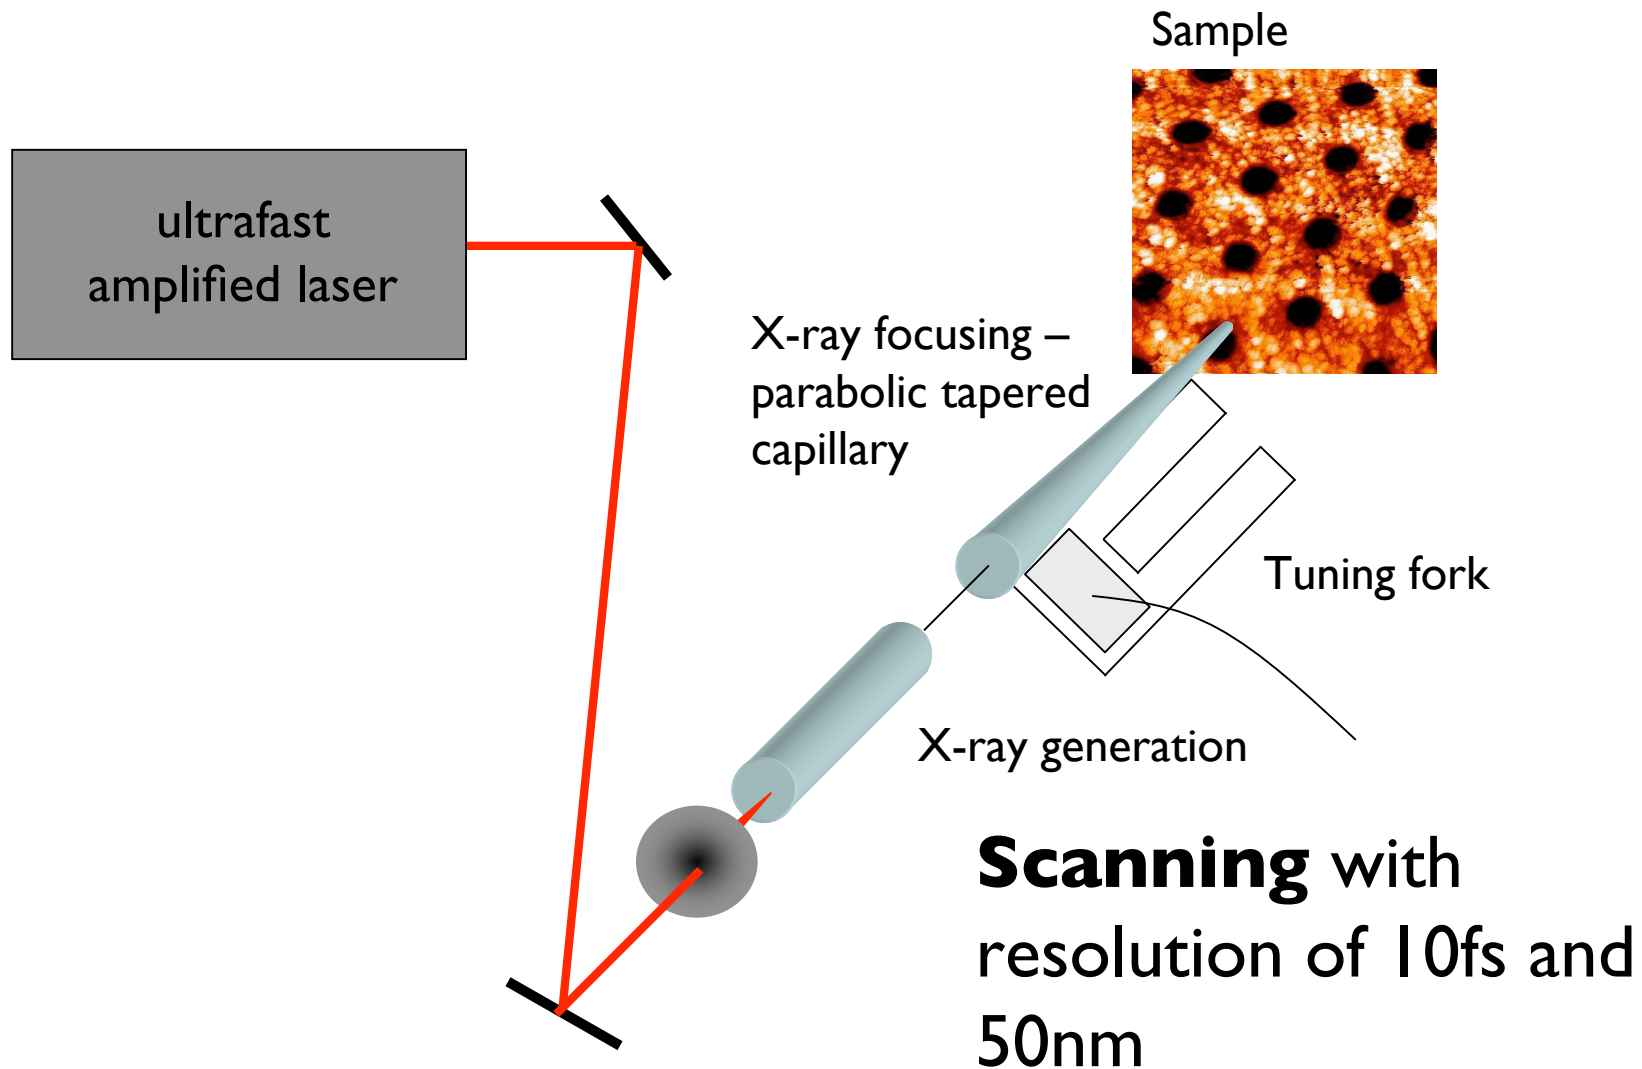 Sample
ultrafast
amplified laser
X-ray focusing –
parabolic tapered
capillary
Tuning fork
X-ray generation
Scanning with
resolution of 10fs and
50nm